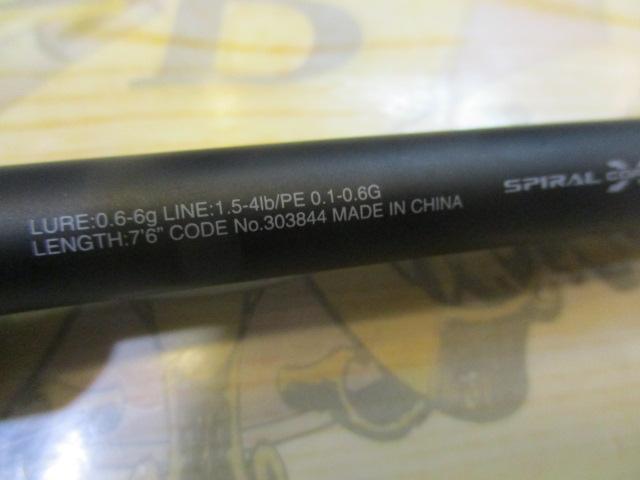 LURE:0.6-6g LINE:1.5-4lb/PE 0.1-0.6G
LENGTH:7'6" CODE No.303844 MADE IN CHINA
SPIRAL